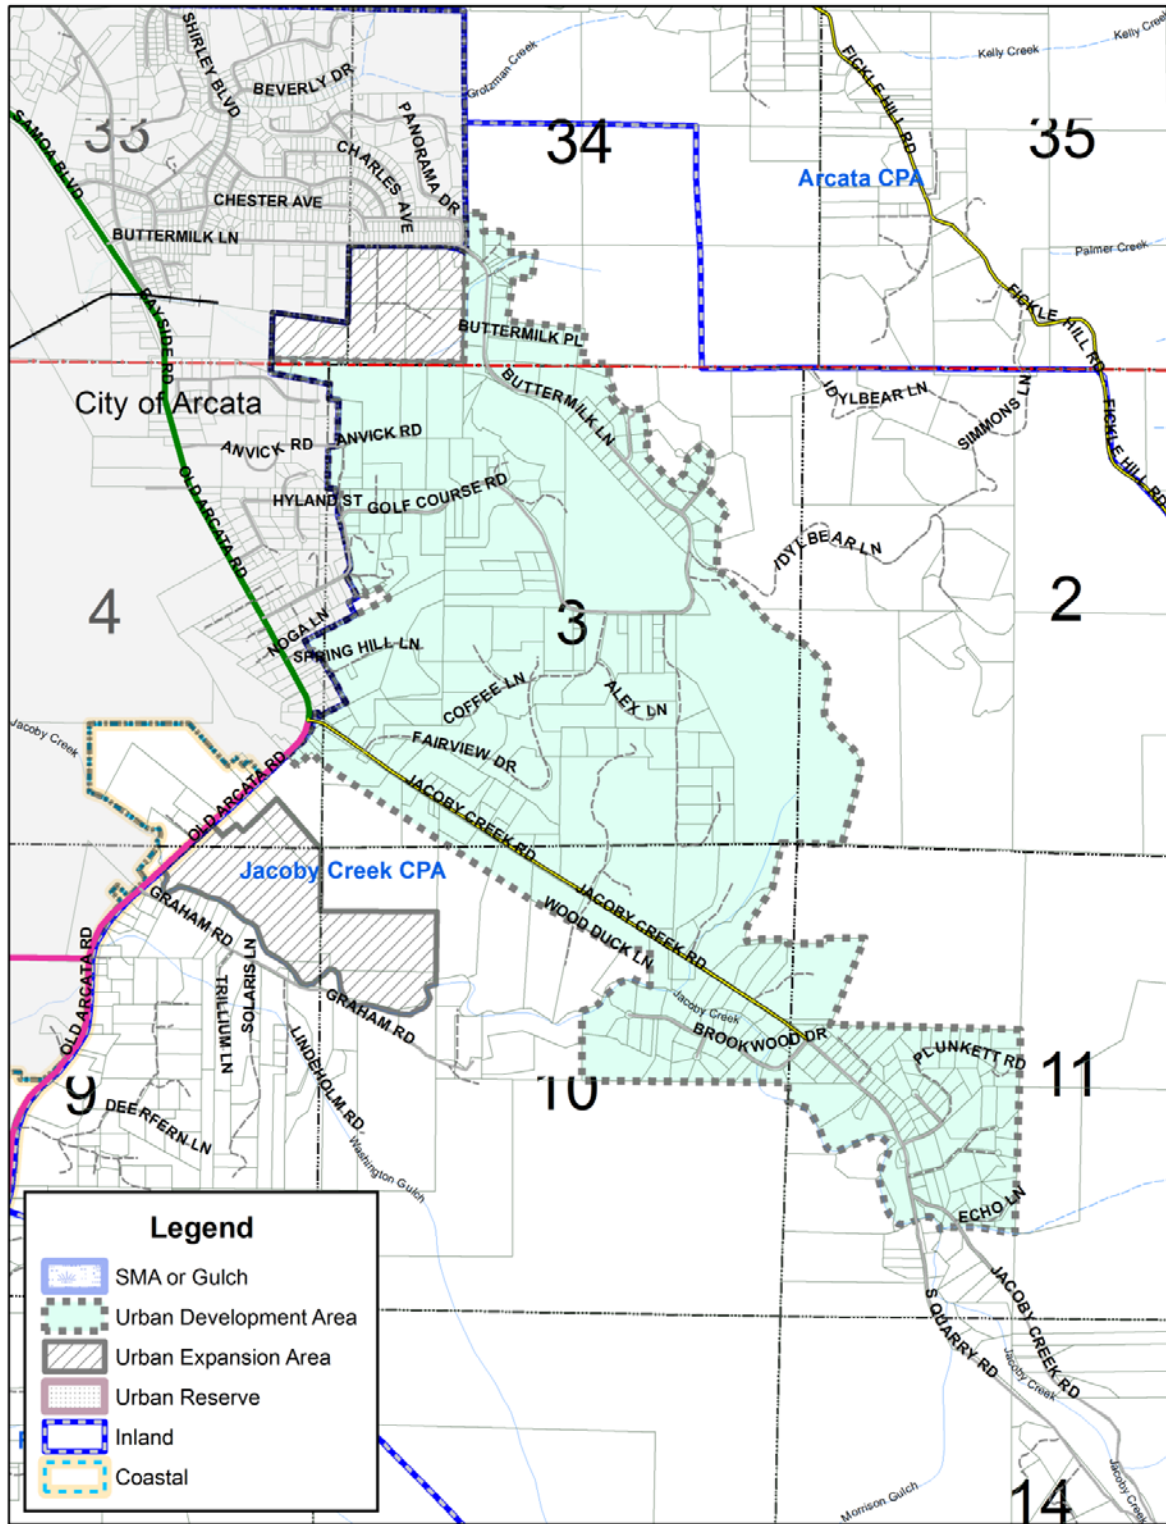 SHIRLEY BLVD
BEVERLY DR
Grotzman Creek
FICKLE HILL RD
Kelly Creek
Kelly Creek
SAMOA BLVD
33
PANORAMA DR
34
35
CHARLES AVE
Arcata CPA
CHESTER AVE
BUTTERMILK LN
Palmer Creek
BAYSIDE RD
FICKLE HILL RD
BUTTERMILK PL
City of Arcata
BUTTERMILK LN
IDYLBEAR LN
SIMMONS LN
FICKLE HILL RD
ANVICK RD
ANVICK RD
OLD ARCATA RD
HYLAND ST
GOLF COURSE RD
IDYLBEAR LN
4
3
2
NOGA LN
SPRING HILL LN
COFFEE LN
ALEX LN
Jacoby Creek
FAIRVIEW DR
OLD ARCATA RD
JACOBY CREEK RD
Jacoby Creek CPA
GRAHAM RD
JACOBY CREEK RD
WOOD DUCK LN
OLD ARCATA RD
TRILLIUM LN
SOLARIS LN
LINDEHOLM RD
GRAHAM RD
Jacoby Creek
BROOKWOOD DR
PLUNKETT RD
9
10
11
DEERFERN LN
Washington Gulch
ECHO LN
JACOBY CREEK RD
S QUARRY RD
Jacoby Creek
Jacoby Creek
Morrison Gulch
14
Legend
SMA or Gulch
Urban Development Area
Urban Expansion Area
Urban Reserve
Inland
Coastal